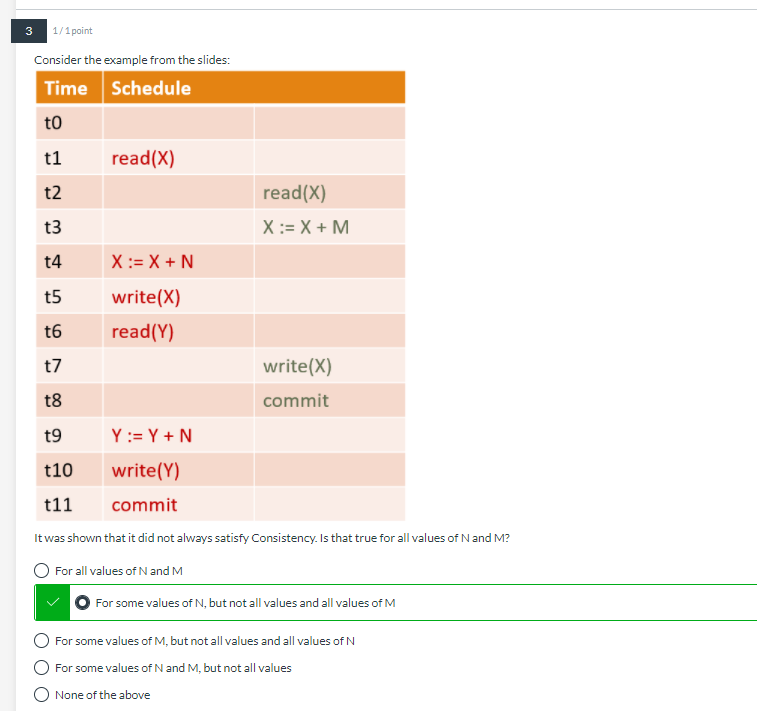 3 1/1 point
Consider the example from the slides:
Time Schedule
t0
t1 read(X)
t2 read(X)
t3 X := X + M
t4 X := X + N
t5 write(X)
t6 read(Y)
t7 write(X)
t8 commit
t9 Y := Y + N
t10 write(Y)
t11 commit
It was shown that it did not always satisfy Consistency. Is that true for all values of N and M?
For all values of N and M
For some values of N, but not all values and all values of M
For some values of M, but not all values and all values of N
For some values of N and M, but not all values
None of the above